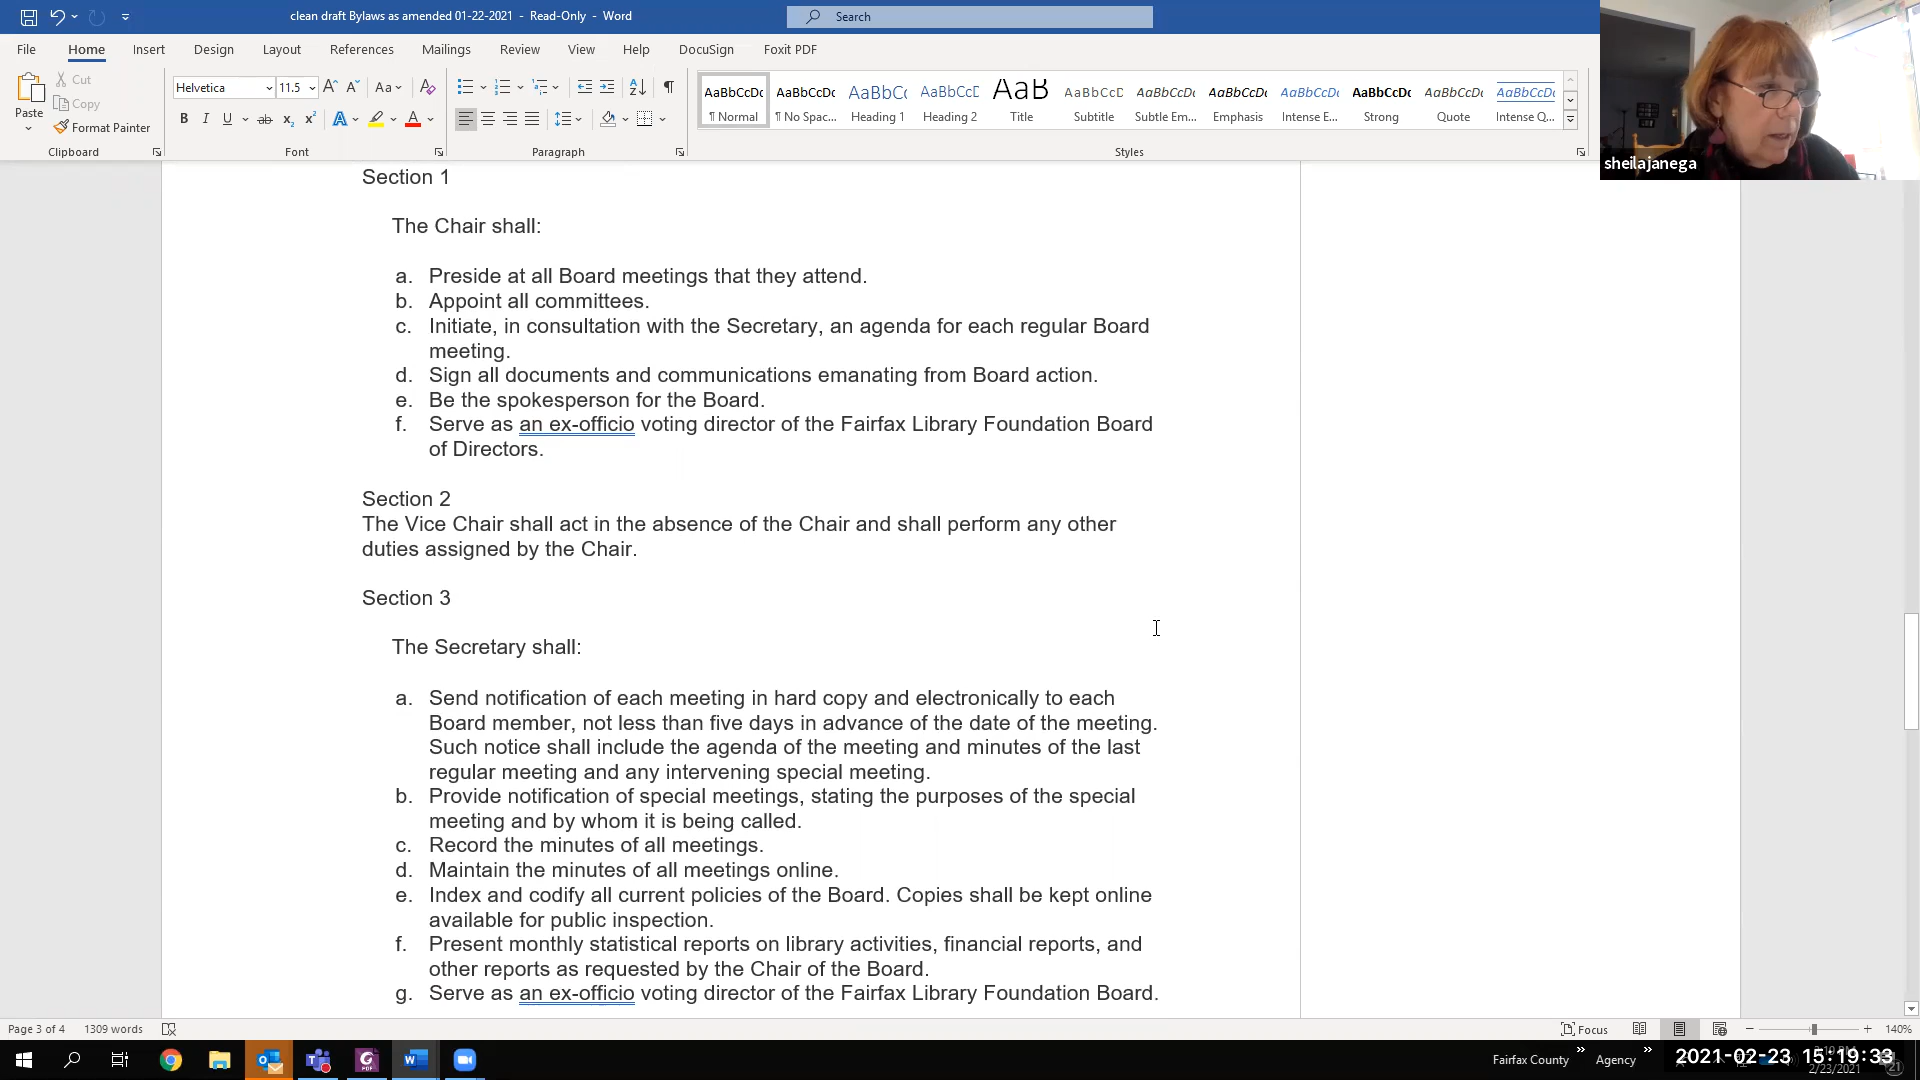 clean draft Bylaws as amended 01-22-2021 - Read-Only - Word
Search
File Home Insert Design Layout References Mailings Review View Help DocuSign Foxit PDF
Paste
Cut
Copy
Format Painter
Clipboard
Helvetica 11.5
Font
Paragraph
AaBbCcDc AaBbCcDc AaBbC( AaBbCcD AaB AaBbCcD AaBbCcDc AaBbCcDc AaBbCcDc AaBbCcDc AaBbCcDc AaBbCcDc
¶ Normal ¶ No Spac... Heading 1 Heading 2 Title Subtitle Subtle Em... Emphasis Intense E... Strong Quote Intense Q...
Styles
sheilajanega
Section 1
The Chair shall:
a. Preside at all Board meetings that they attend.
b. Appoint all committees.
c. Initiate, in consultation with the Secretary, an agenda for each regular Board
meeting.
d. Sign all documents and communications emanating from Board action.
e. Be the spokesperson for the Board.
f. Serve as an ex-officio voting director of the Fairfax Library Foundation Board
of Directors.
Section 2
The Vice Chair shall act in the absence of the Chair and shall perform any other
duties assigned by the Chair.
Section 3
The Secretary shall:
a. Send notification of each meeting in hard copy and electronically to each
Board member, not less than five days in advance of the date of the meeting.
Such notice shall include the agenda of the meeting and minutes of the last
regular meeting and any intervening special meeting.
b. Provide notification of special meetings, stating the purposes of the special
meeting and by whom it is being called.
c. Record the minutes of all meetings.
d. Maintain the minutes of all meetings online.
e. Index and codify all current policies of the Board. Copies shall be kept online
available for public inspection.
f. Present monthly statistical reports on library activities, financial reports, and
other reports as requested by the Chair of the Board.
g. Serve as an ex-officio voting director of the Fairfax Library Foundation Board.
Page 3 of 4 1309 words
Focus
140%
Fairfax County
Agency
2021-02-23 15:19:33
2/23/2021